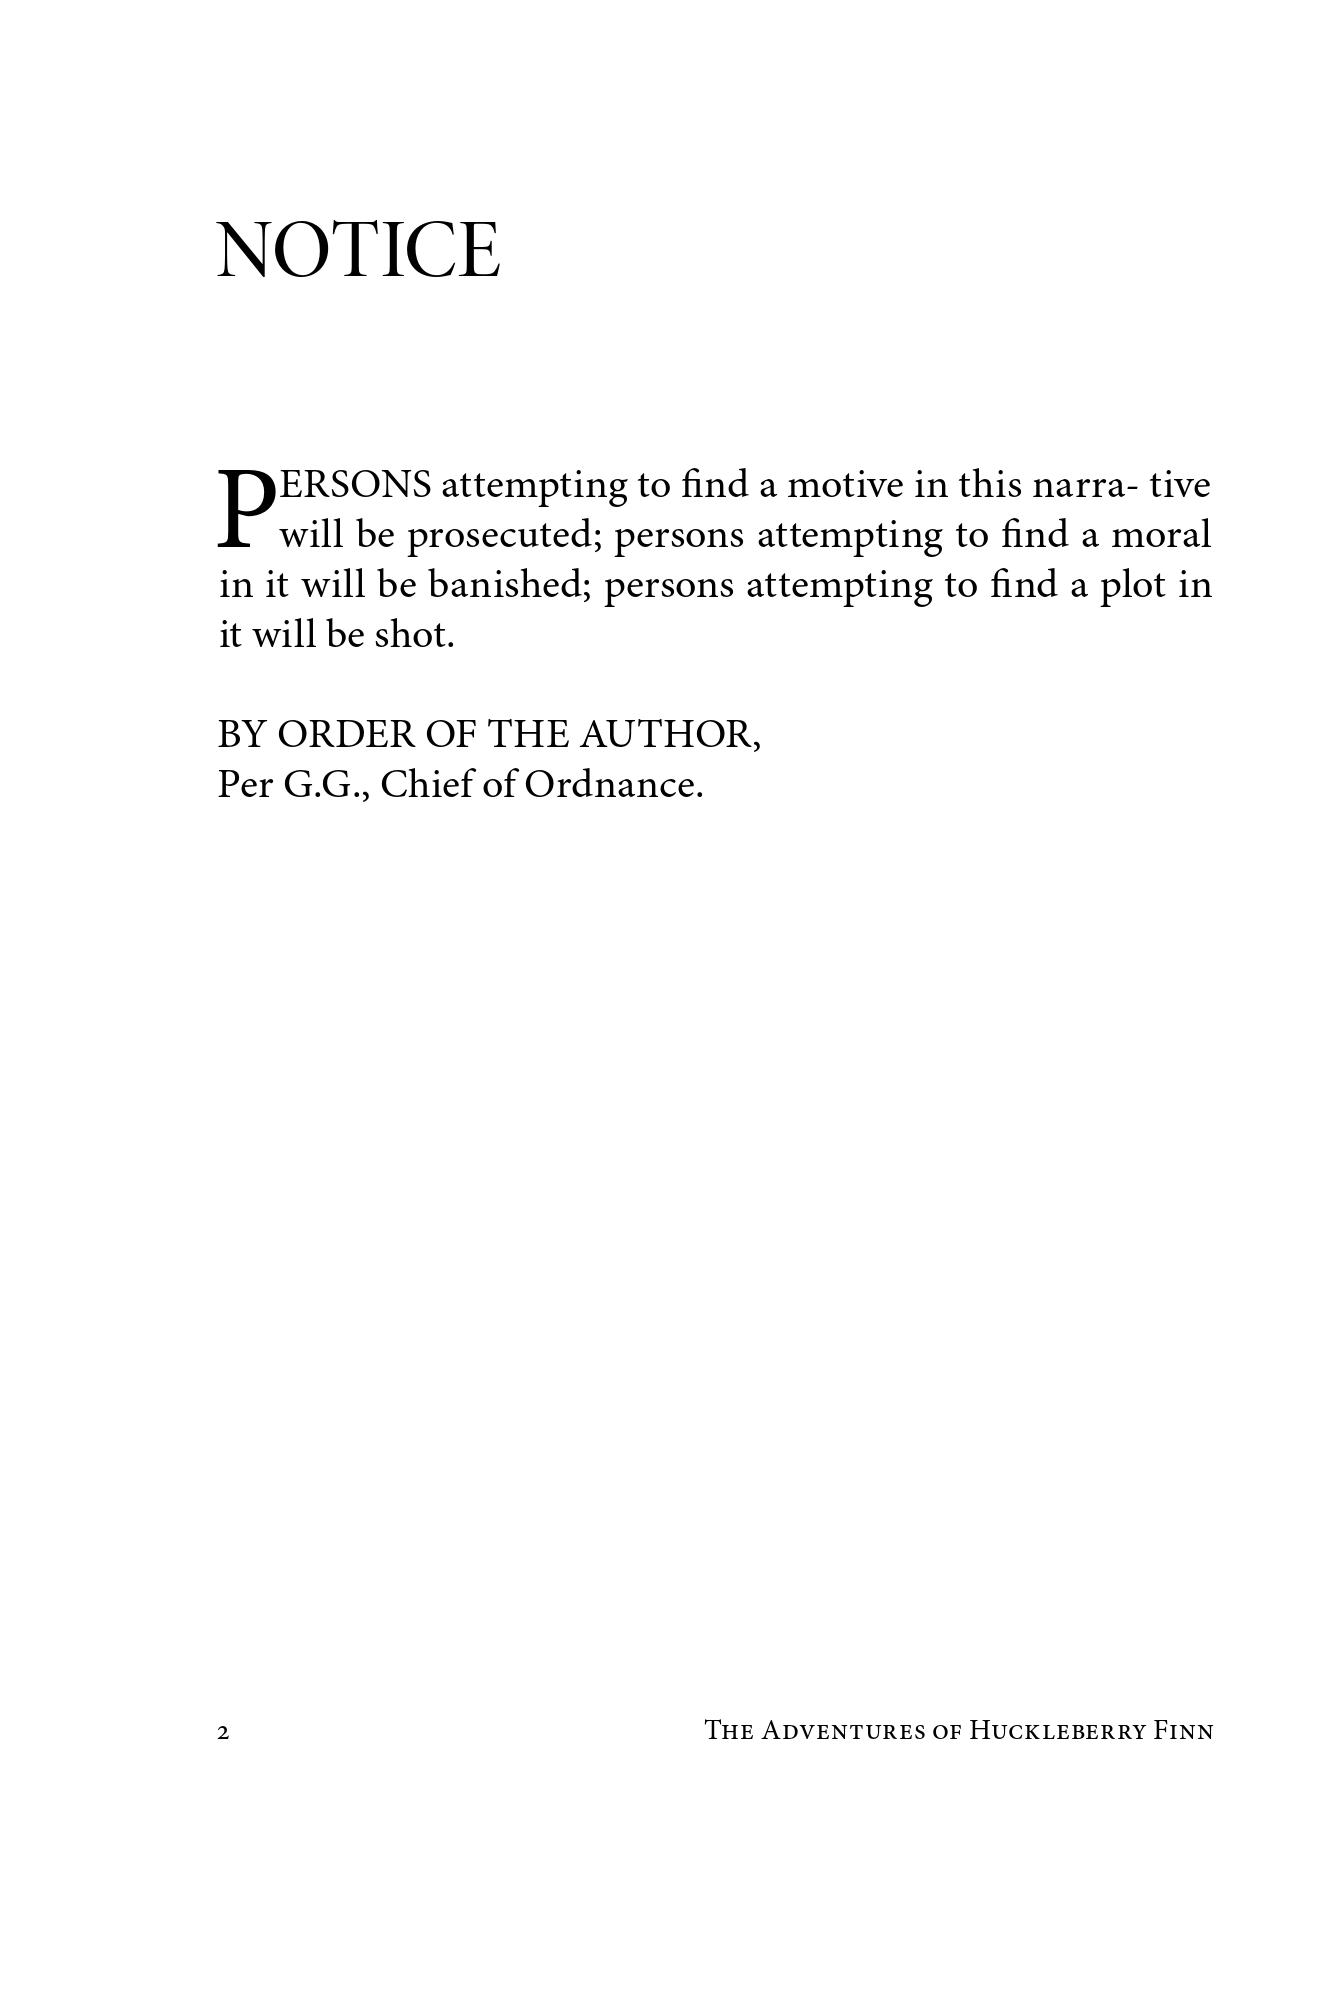 NOTICE
PERSONS attempting to find a motive in this narra- tive
will be prosecuted; persons attempting to find a moral
in it will be banished; persons attempting to find a plot in
it will be shot.
BY ORDER OF THE AUTHOR,
Per G.G., Chief of Ordnance.
2 The Adventures of Huckleberry Finn